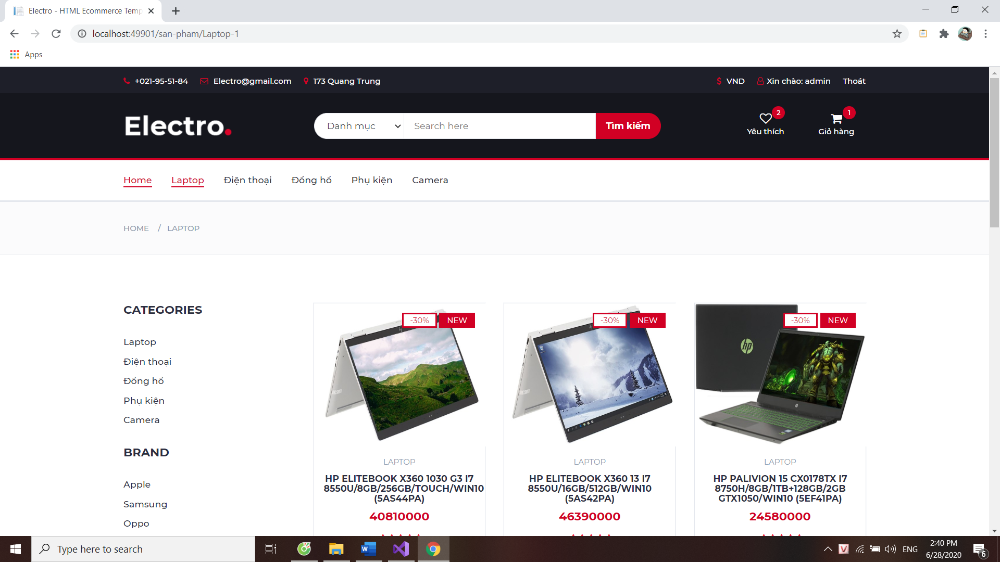 Electro - HTML Ecommerce Temp
localhost:49901/san-pham/Laptop-1
Apps
+021-95-51-84 Electro@gmail.com 173 Quang Trung VND Xin chào: admin Thoát
Electro. Danh mục Search here Tìm kiếm 2 Yêu thích 1 Giỏ hàng
Home Laptop Điện thoại Đồng hồ Phụ kiện Camera
HOME / LAPTOP
CATEGORIES
Laptop
Điện thoại
Đồng hồ
Phụ kiện
Camera
BRAND
Apple
Samsung
Oppo
-30% NEW
LAPTOP
HP ELITEBOOK X360 1030 G3 I7
8550U/8GB/256GB/TOUCH/WIN10
(5AS44PA)
40810000
-30% NEW
LAPTOP
HP ELITEBOOK X360 13 I7
8550U/16GB/512GB/WIN10
(5AS42PA)
46390000
-30% NEW
hp
LAPTOP
HP PALIVION 15 CX0178TX I7
8750H/8GB/1TB+128GB/2GB
GTX1050/WIN10 (5EF41PA)
24580000
Type here to search
ENG
2:40 PM
6/28/2020
6